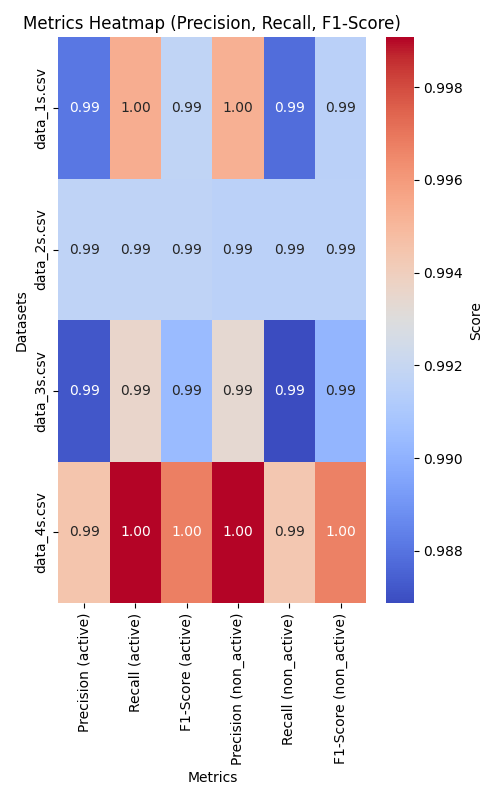 Metrics Heatmap (Precision, Recall, F1-Score)
data_1s.csv
0.99 1.00 0.99 1.00 0.99 0.99
data_2s.csv
0.99 0.99 0.99 0.99 0.99 0.99
data_3s.csv
0.99 0.99 0.99 0.99 0.99 0.99
data_4s.csv
0.99 1.00 1.00 1.00 0.99 1.00
Datasets
Precision (active)
Recall (active)
F1-Score (active)
Precision (non_active)
Recall (non_active)
F1-Score (non_active)
Metrics
0.998
0.996
0.994
0.992
0.990
0.988
Score